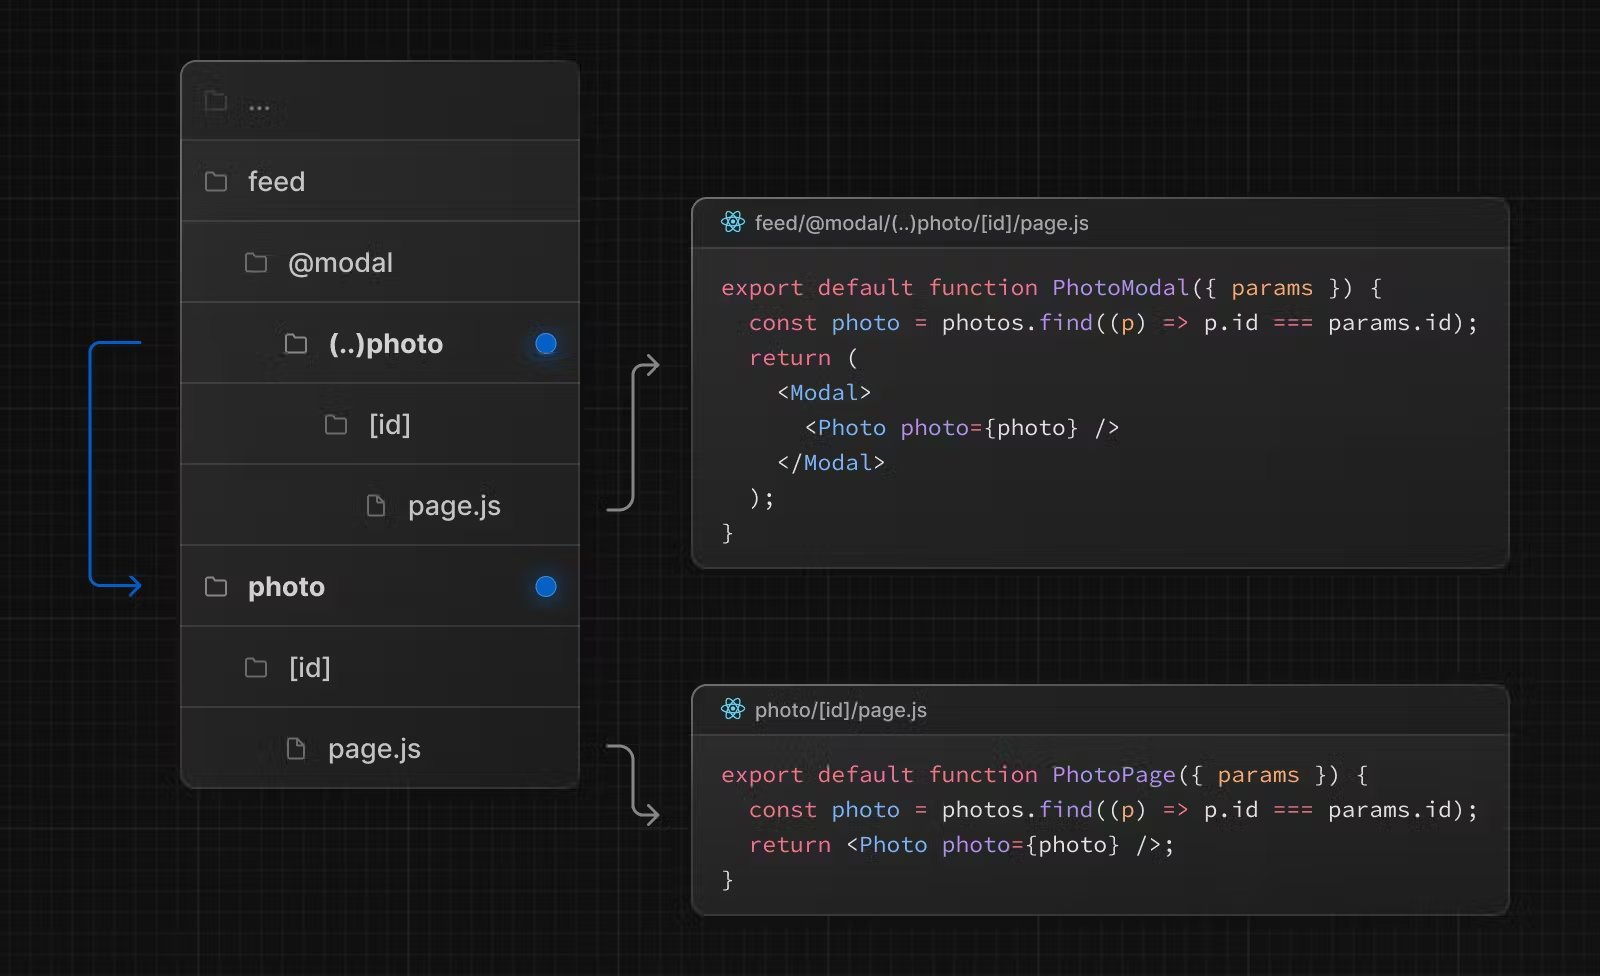 ...
feed
@modal
(..)photo
[id]
page.js
photo
[id]
page.js
feed/@modal/(..)photo/[id]/page.js
export default function PhotoModal({ params }) {
  const photo = photos.find((p) => p.id === params.id);
  return (
    <Modal>
      <Photo photo={photo} />
    </Modal>
  );
}
photo/[id]/page.js
export default function PhotoPage({ params }) {
  const photo = photos.find((p) => p.id === params.id);
  return <Photo photo={photo} />;
}